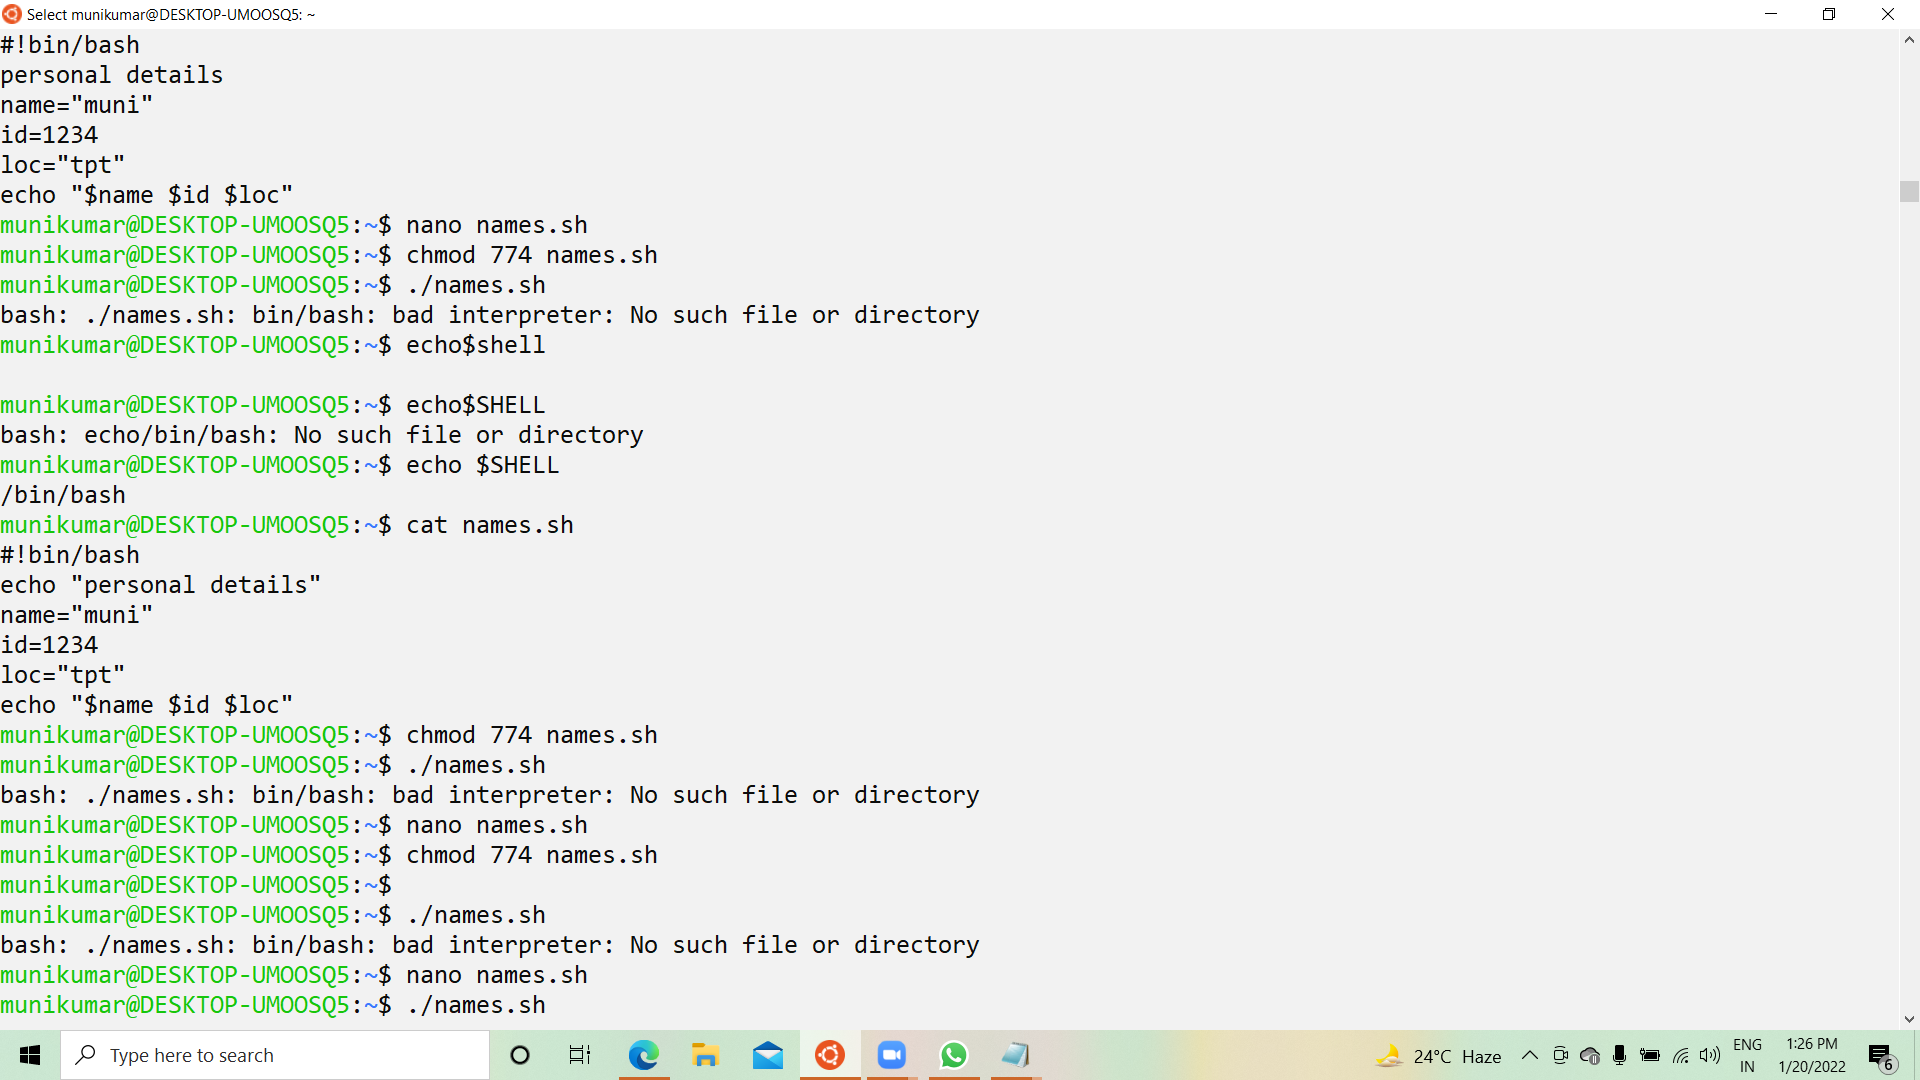 Select munikumar@DESKTOP-UMOOSQ5: ~
#!bin/bash
personal details
name="muni"
id=1234
loc="tpt"
echo "$name $id $loc"
munikumar@DESKTOP-UMOOSQ5:~$ nano names.sh
munikumar@DESKTOP-UMOOSQ5:~$ chmod 774 names.sh
munikumar@DESKTOP-UMOOSQ5:~$ ./names.sh
bash: ./names.sh: bin/bash: bad interpreter: No such file or directory
munikumar@DESKTOP-UMOOSQ5:~$ echo$shell
munikumar@DESKTOP-UMOOSQ5:~$ echo$SHELL
bash: echo/bin/bash: No such file or directory
munikumar@DESKTOP-UMOOSQ5:~$ echo $SHELL
/bin/bash
munikumar@DESKTOP-UMOOSQ5:~$ cat names.sh
#!bin/bash
echo "personal details"
name="muni"
id=1234
loc="tpt"
echo "$name $id $loc"
munikumar@DESKTOP-UMOOSQ5:~$ chmod 774 names.sh
munikumar@DESKTOP-UMOOSQ5:~$ ./names.sh
bash: ./names.sh: bin/bash: bad interpreter: No such file or directory
munikumar@DESKTOP-UMOOSQ5:~$ nano names.sh
munikumar@DESKTOP-UMOOSQ5:~$ chmod 774 names.sh
munikumar@DESKTOP-UMOOSQ5:~$
munikumar@DESKTOP-UMOOSQ5:~$ ./names.sh
bash: ./names.sh: bin/bash: bad interpreter: No such file or directory
munikumar@DESKTOP-UMOOSQ5:~$ nano names.sh
munikumar@DESKTOP-UMOOSQ5:~$ ./names.sh
Type here to search
24°C Haze
ENG
IN
1:26 PM
1/20/2022
6